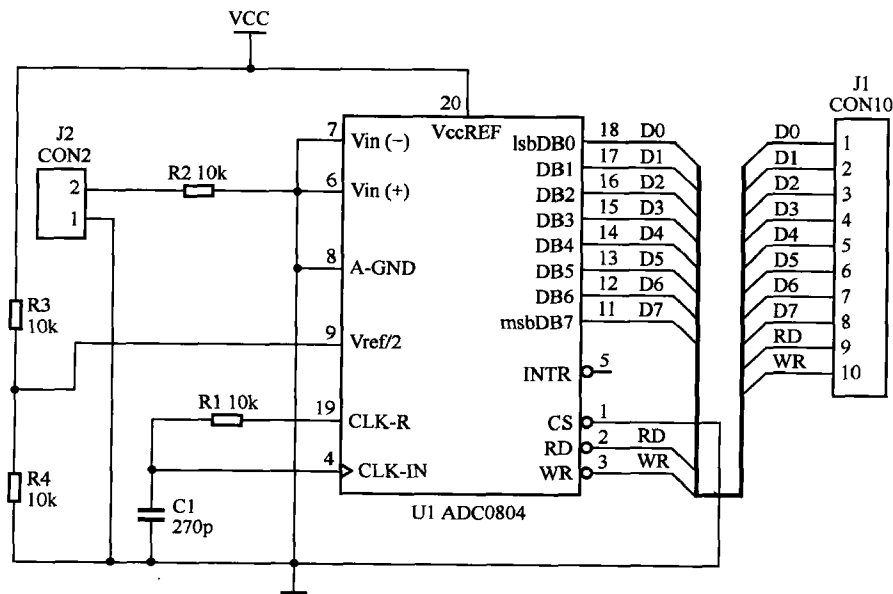 VCC
J1
CON10
20
VccREF
J2
CON2
2
1
R2 10k
7
Vin (−)
6
Vin (+)
8
A-GND
9
Vref/2
R3
10k
R1 10k
19
CLK-R
4
CLK-IN
R4
10k
C1
270p
lsbDB0 18 D0
DB1 17 D1
DB2 16 D2
DB3 15 D3
DB4 14 D4
DB5 13 D5
DB6 12 D6
msbDB7 11 D7
INTR 5
CS 1
RD 2 RD
WR 3 WR
U1 ADC0804
D0 1
D1 2
D2 3
D3 4
D4 5
D5 6
D6 7
D7 8
RD 9
WR 10